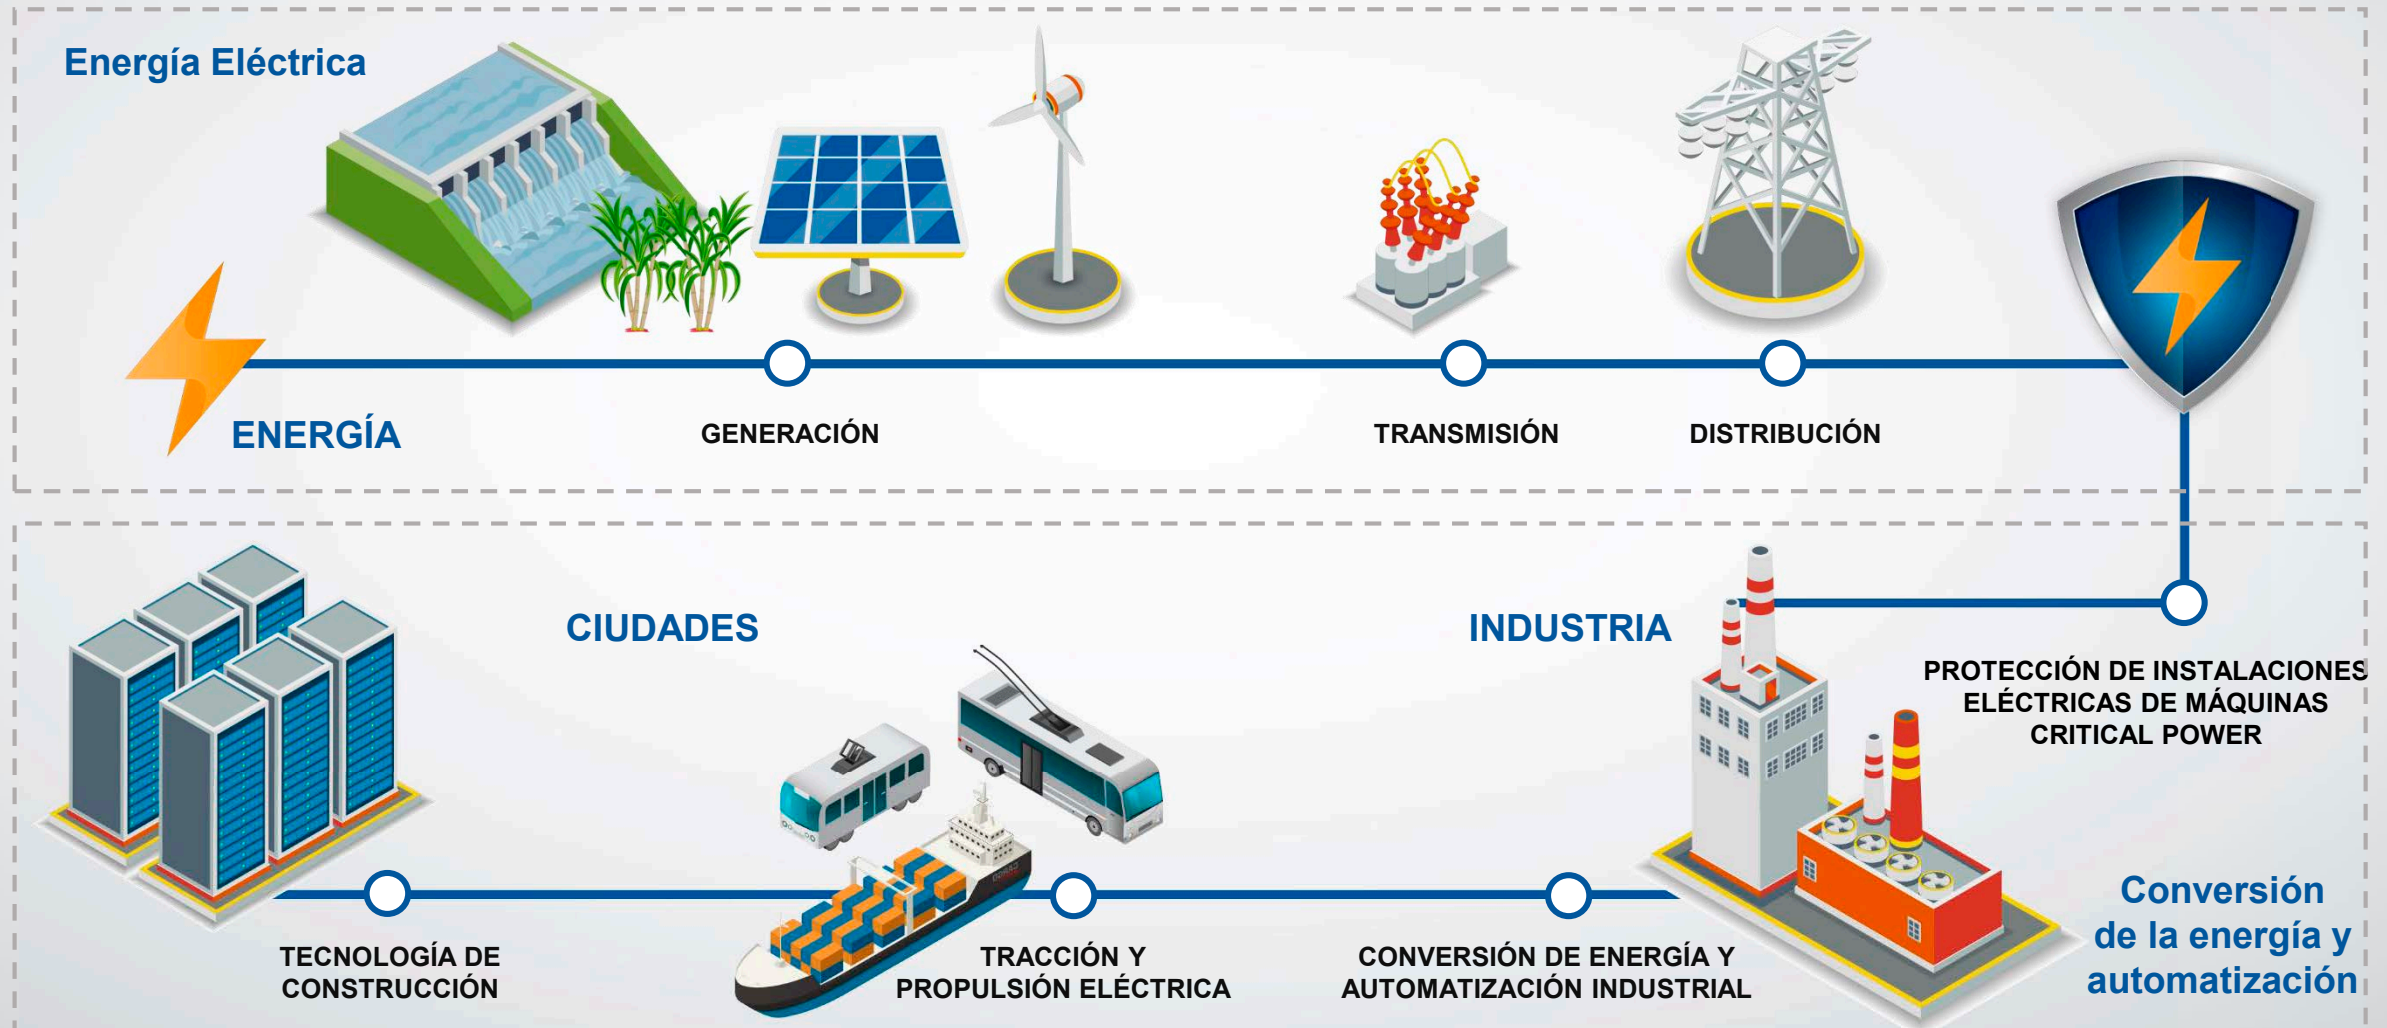 Energía Eléctrica
ENERGÍA
GENERACIÓN
TRANSMISIÓN
DISTRIBUCIÓN
CIUDADES
INDUSTRIA
PROTECCIÓN DE INSTALACIONES
ELÉCTRICAS DE MÁQUINAS
CRITICAL POWER
TECNOLOGÍA DE
CONSTRUCCIÓN
TRACCIÓN Y
PROPULSIÓN ELÉCTRICA
CONVERSIÓN DE ENERGÍA Y
AUTOMATIZACIÓN INDUSTRIAL
Conversión
de la energía y
automatización